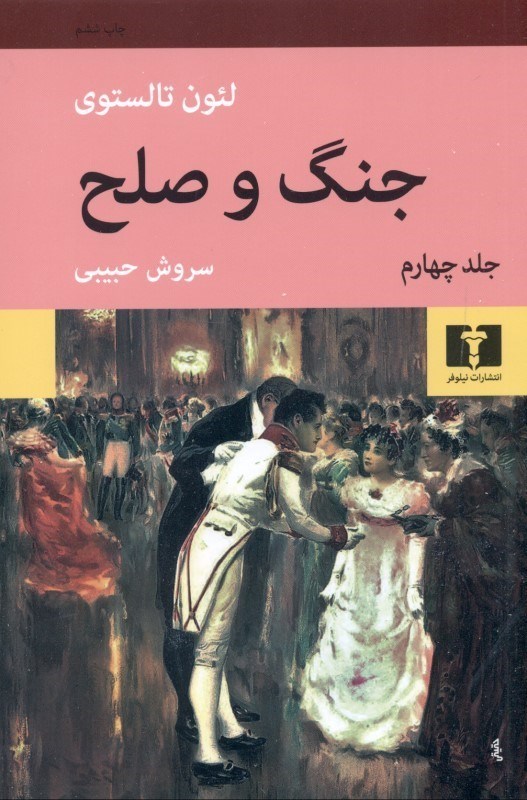 چاپ ششم
لئون تالستوی
جنگ و صلح
جلد چهارم
سروش حبیبی
انتشارات نیلوفر